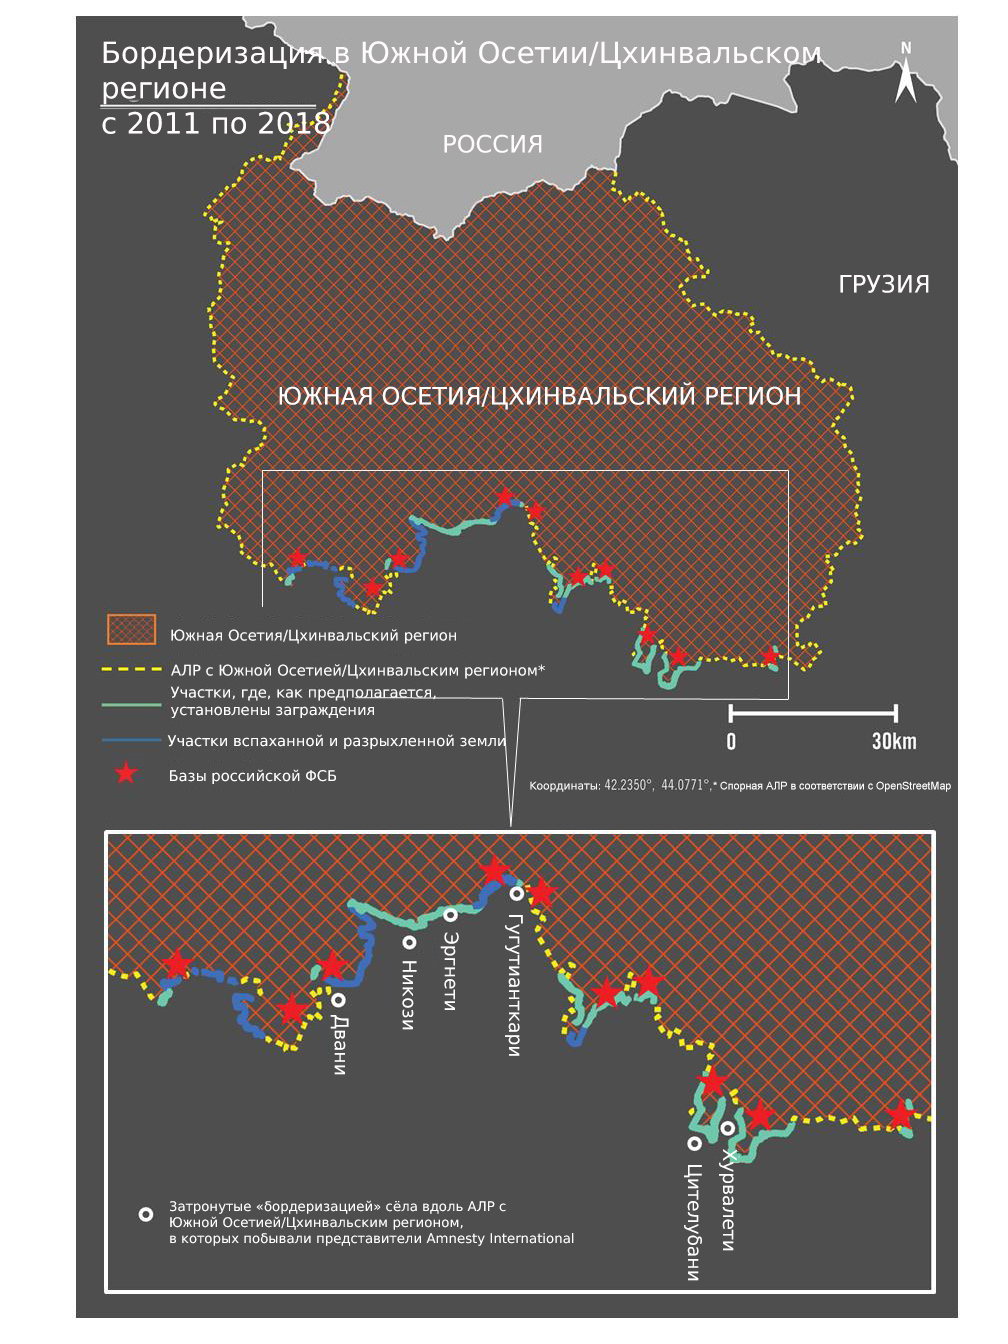 Бордеризация в Южной Осетии/Цхинвальском
регионе
с 2011 по 2018
N
РОССИЯ
ГРУЗИЯ
ЮЖНАЯ ОСЕТИЯ/ЦХИНВАЛЬСКИЙ РЕГИОН
Южная Осетия/Цхинвальский регион
АЛР с Южной Осетией/Цхинвальским регионом*
Участки, где, как предполагается,
установлены заграждения
Участки вспаханной и разрыхленной земли
Базы российской ФСБ
0
30km
Координаты: 42.2350°, 44.0771°,* Спорная АЛР в соответствии с OpenStreetMap
Двани
Никози
Эргнети
Гугутианткари
Цителубани
Хурвалети
Затронутые «бордеризацией» сёла вдоль АЛР с
Южной Осетией/Цхинвальским регионом,
в которых побывали представители Amnesty International